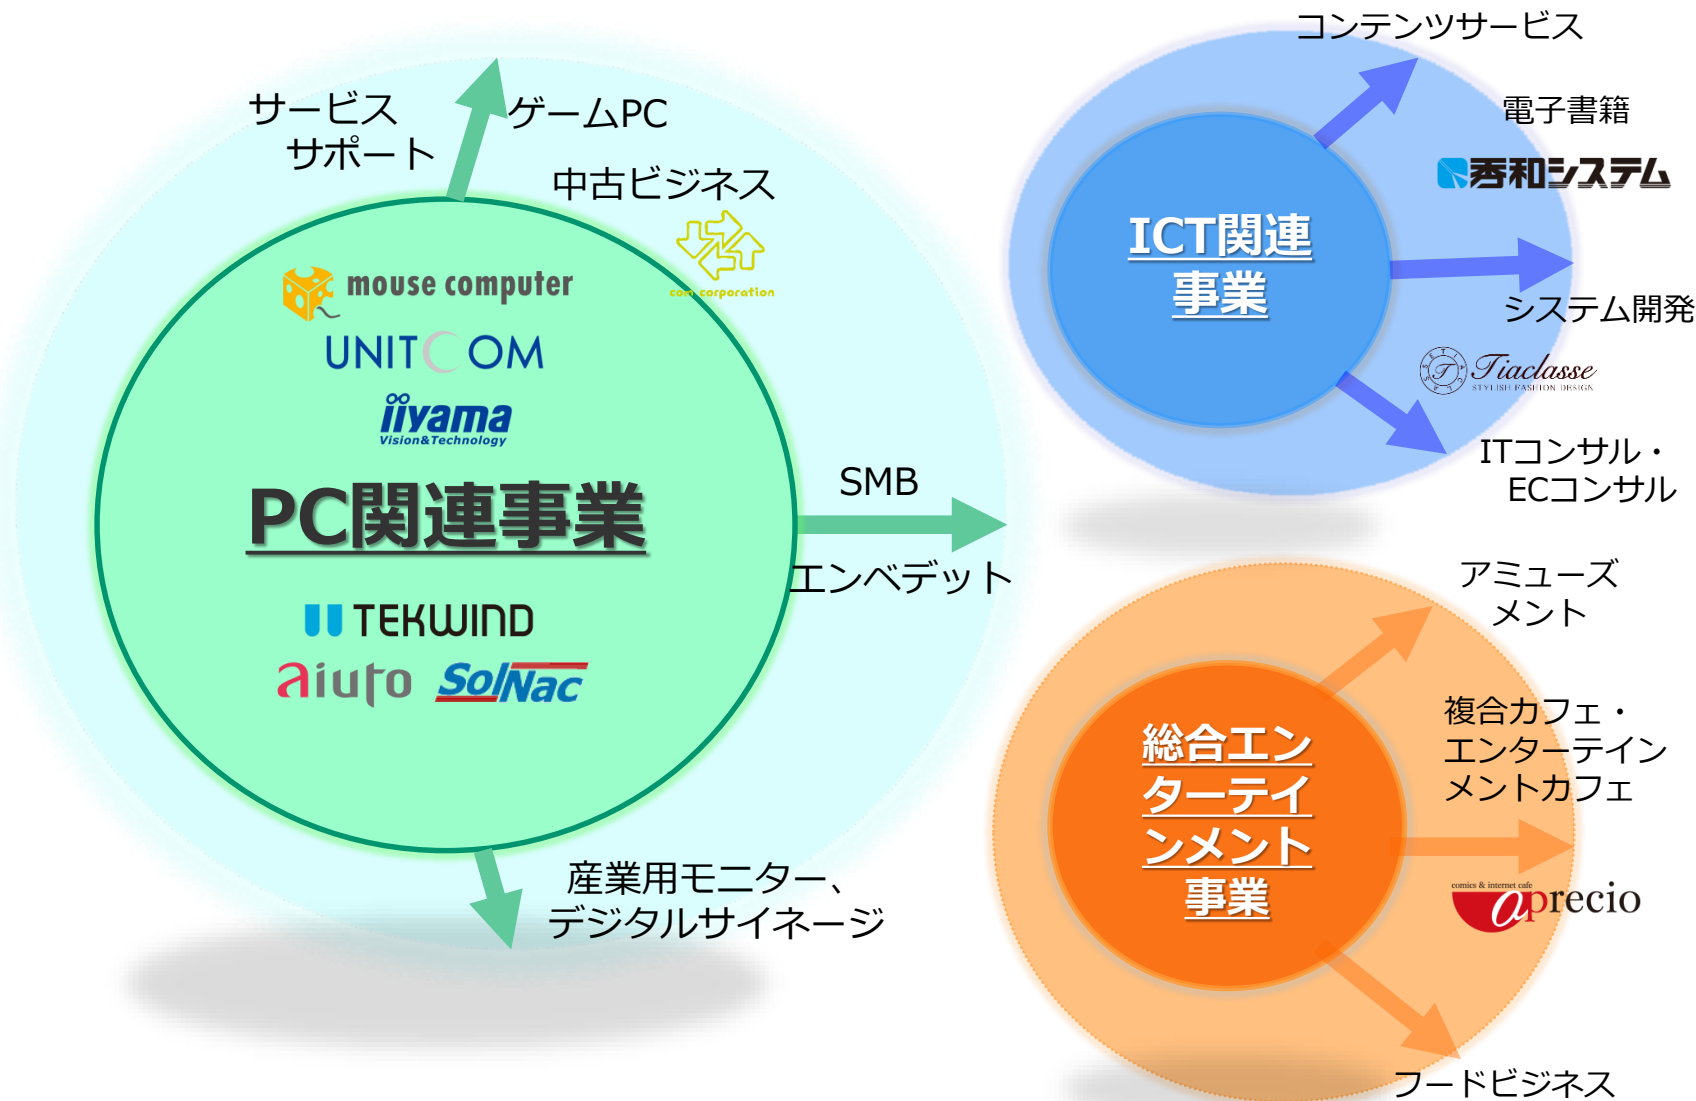 サービス
サポート
ゲームPC
中古ビジネス
com corporation
mouse computer
UNITCOM
iiyama
Vision&Technology
PC関連事業
TEKWIND
aiuto
SolNac
SMB
エンベデット
産業用モニター、
デジタルサイネージ
コンテンツサービス
電子書籍
秀和システム
ICT関連
事業
システム開発
TIACLASSE
T
Tiaclasse
STYLISH FASHION DESIGN
ITコンサル・
ECコンサル
アミューズ
メント
総合エン
ターテイ
ンメント
事業
複合カフェ・
エンターテイン
メントカフェ
comics & internet cafe
aprecio
フードビジネス